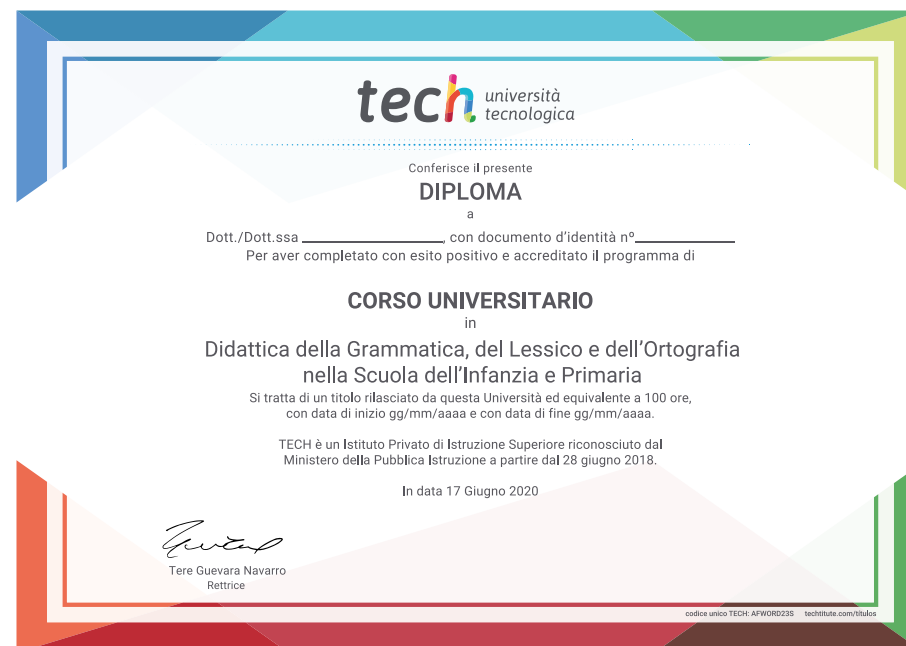 tech università
tecnologica
Conferisce il presente
DIPLOMA
a
Dott./Dott.ssa ____________________, con documento d'identità nº______________
Per aver completato con esito positivo e accreditato il programma di
CORSO UNIVERSITARIO
in
Didattica della Grammatica, del Lessico e dell'Ortografia
nella Scuola dell'Infanzia e Primaria
Si tratta di un titolo rilasciato da questa Università ed equivalente a 100 ore,
con data di inizio gg/mm/aaaa e con data di fine gg/mm/aaaa.
TECH è un Istituto Privato di Istruzione Superiore riconosciuto dal
Ministero della Pubblica Istruzione a partire dal 28 giugno 2018.
In data 17 Giugno 2020
Tere Guevara Navarro
Rettrice
codice unico TECH: AFWORD23S techtitute.com/titulos